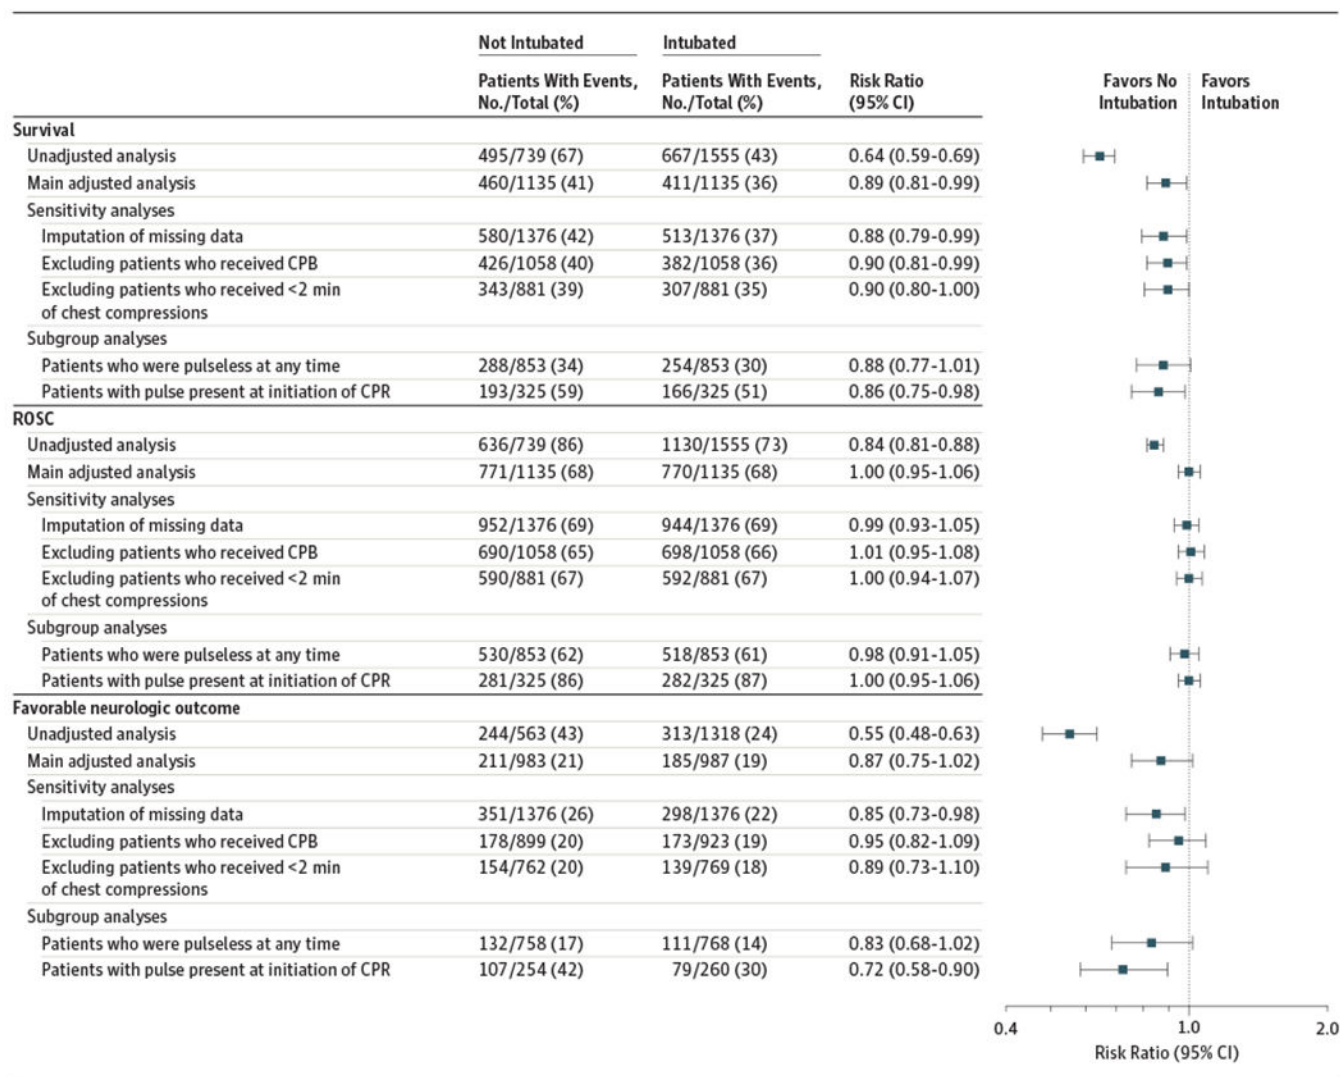 Not Intubated Intubated
Patients With Events, Patients With Events, Risk Ratio Favors No Favors
No./Total (%) No./Total (%) (95% CI) Intubation Intubation
Survival
Unadjusted analysis 495/739 (67) 667/1555 (43) 0.64 (0.59-0.69)
Main adjusted analysis 460/1135 (41) 411/1135 (36) 0.89 (0.81-0.99)
Sensitivity analyses
Imputation of missing data 580/1376 (42) 513/1376 (37) 0.88 (0.79-0.99)
Excluding patients who received CPB 426/1058 (40) 382/1058 (36) 0.90 (0.81-0.99)
Excluding patients who received <2 min 343/881 (39) 307/881 (35) 0.90 (0.80-1.00)
of chest compressions
Subgroup analyses
Patients who were pulseless at any time 288/853 (34) 254/853 (30) 0.88 (0.77-1.01)
Patients with pulse present at initiation of CPR 193/325 (59) 166/325 (51) 0.86 (0.75-0.98)
ROSC
Unadjusted analysis 636/739 (86) 1130/1555 (73) 0.84 (0.81-0.88)
Main adjusted analysis 771/1135 (68) 770/1135 (68) 1.00 (0.95-1.06)
Sensitivity analyses
Imputation of missing data 952/1376 (69) 944/1376 (69) 0.99 (0.93-1.05)
Excluding patients who received CPB 690/1058 (65) 698/1058 (66) 1.01 (0.95-1.08)
Excluding patients who received <2 min 590/881 (67) 592/881 (67) 1.00 (0.94-1.07)
of chest compressions
Subgroup analyses
Patients who were pulseless at any time 530/853 (62) 518/853 (61) 0.98 (0.91-1.05)
Patients with pulse present at initiation of CPR 281/325 (86) 282/325 (87) 1.00 (0.95-1.06)
Favorable neurologic outcome
Unadjusted analysis 244/563 (43) 313/1318 (24) 0.55 (0.48-0.63)
Main adjusted analysis 211/983 (21) 185/987 (19) 0.87 (0.75-1.02)
Sensitivity analyses
Imputation of missing data 351/1376 (26) 298/1376 (22) 0.85 (0.73-0.98)
Excluding patients who received CPB 178/899 (20) 173/923 (19) 0.95 (0.82-1.09)
Excluding patients who received <2 min 154/762 (20) 139/769 (18) 0.89 (0.73-1.10)
of chest compressions
Subgroup analyses
Patients who were pulseless at any time 132/758 (17) 111/768 (14) 0.83 (0.68-1.02)
Patients with pulse present at initiation of CPR 107/254 (42) 79/260 (30) 0.72 (0.58-0.90)
0.4 1.0 2.0
Risk Ratio (95% CI)